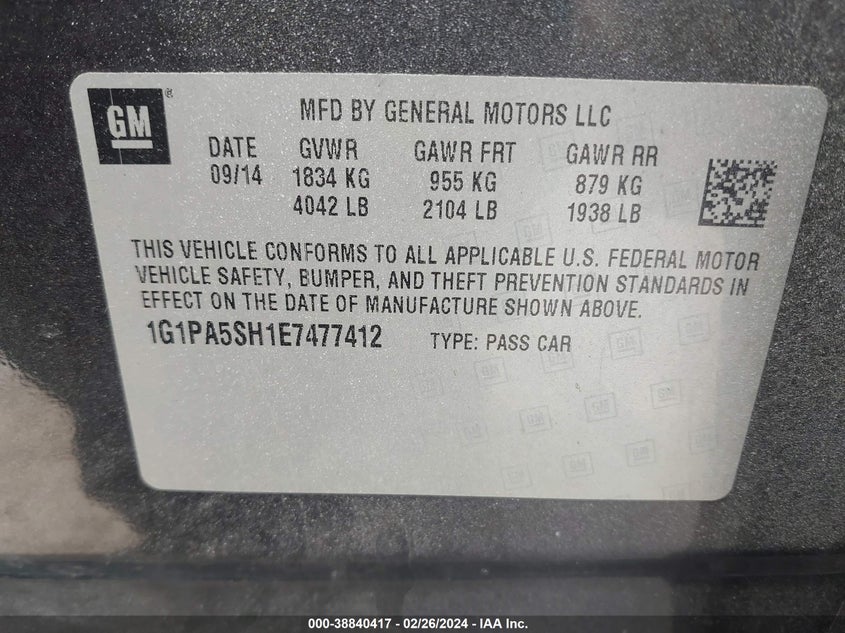 GM®
MFD BY GENERAL MOTORS LLC
DATE GVWR GAWR FRT GAWR RR
09/14 1834 KG 955 KG 879 KG
4042 LB 2104 LB 1938 LB
THIS VEHICLE CONFORMS TO ALL APPLICABLE U.S. FEDERAL MOTOR
VEHICLE SAFETY, BUMPER, AND THEFT PREVENTION STANDARDS IN
EFFECT ON THE DATE OF MANUFACTURE SHOWN ABOVE.
1G1PA5SH1E7477412 TYPE: PASS CAR
000-38840417 - 02/26/2024 - IAA Inc.